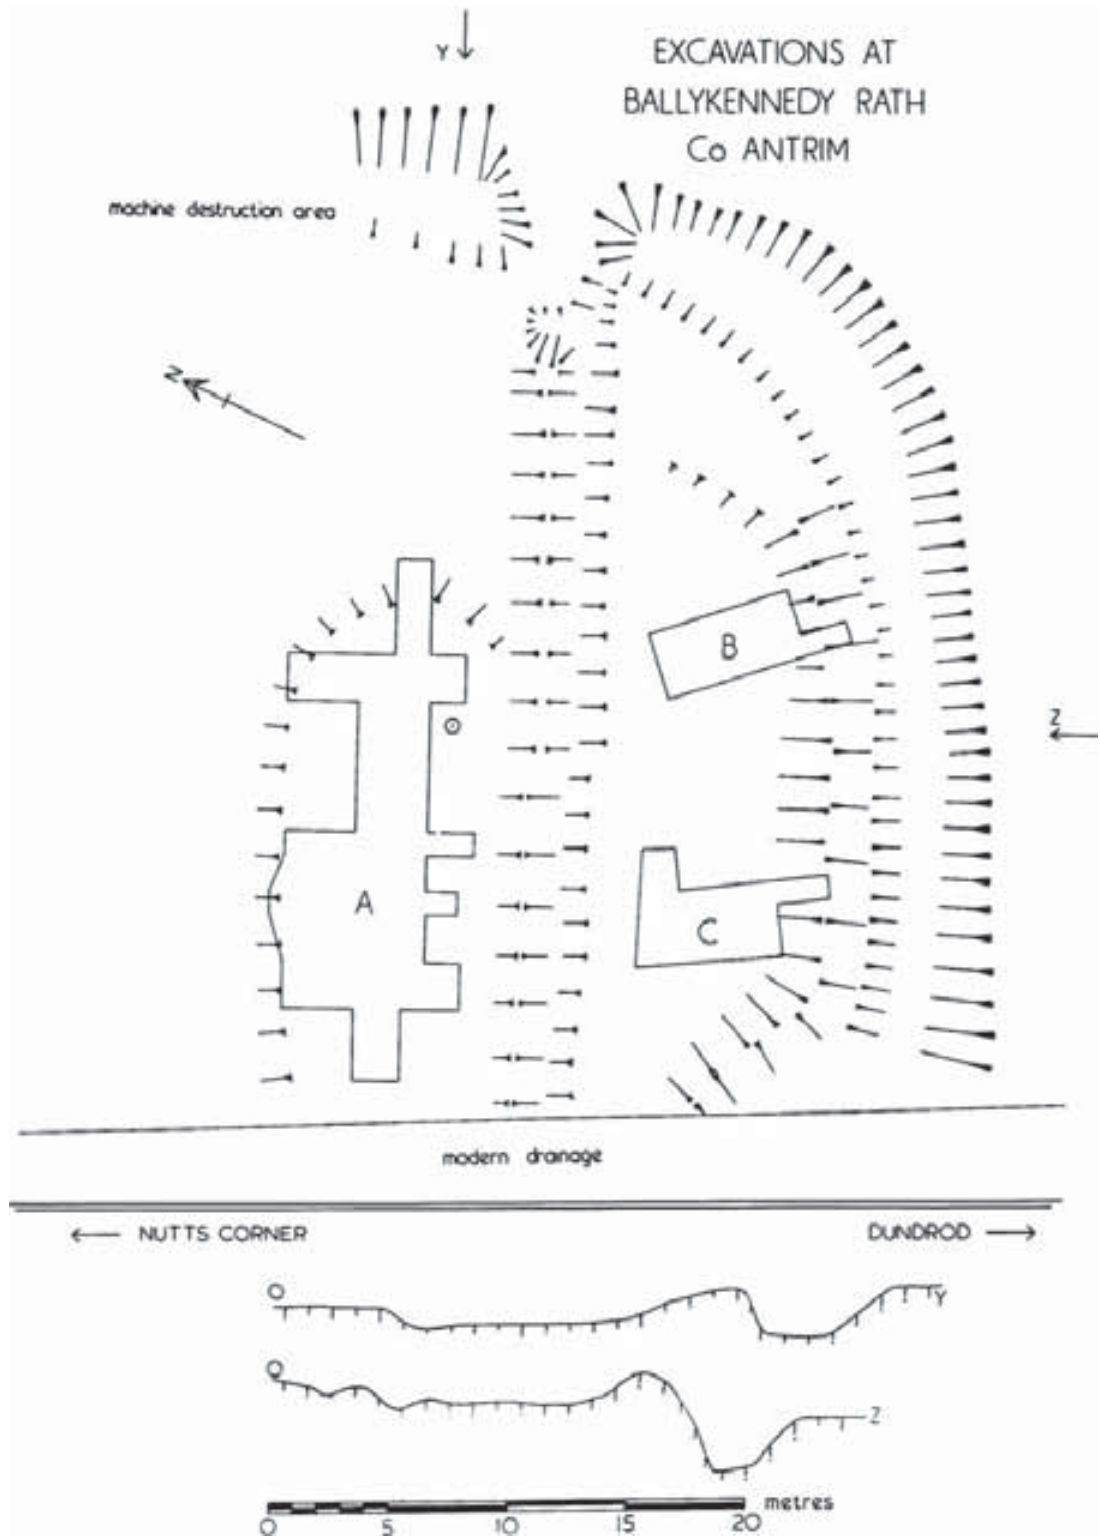 EXCAVATIONS AT
BALLYKENNEDY RATH
Co ANTRIM
Y
machine destruction area
N
B
Z
A
C
modern drainage
NUTTS CORNER
DUNDROD
O
Y
O
Z
metres
0 5 10 15 20